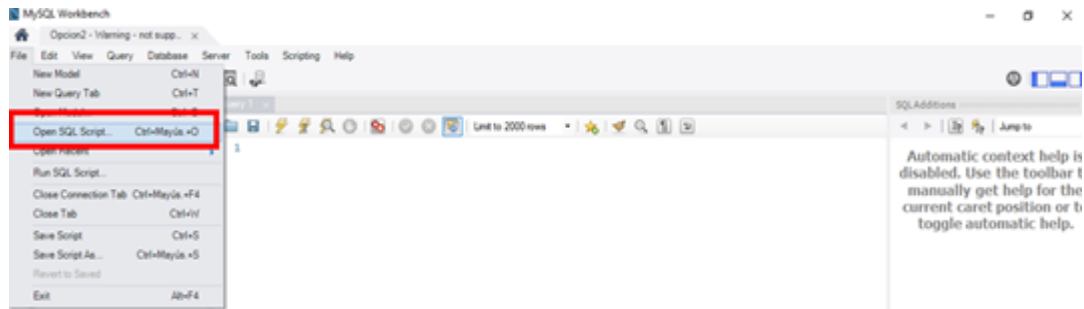 MySQL Workbench
Opcion2 - Warning - not supp... x
File Edit View Query Database Server Tools Scripting Help
New Model Ctrl+N
New Query Tab Ctrl+T
SQLAdditions
Open SQL Script... Ctrl+Mayús.+O
Limit to 2000 rows
Jump to
Open Recent
1
Run SQL Script...
Close Connection Tab Ctrl+Mayús.+F4
Close Tab Ctrl+W
Save Script Ctrl+S
Save Script As... Ctrl+Mayús.+S
Revert to Saved
Exit Alt+F4
Automatic context help is
disabled. Use the toolbar t
manually get help for the
current caret position or t
toggle automatic help.